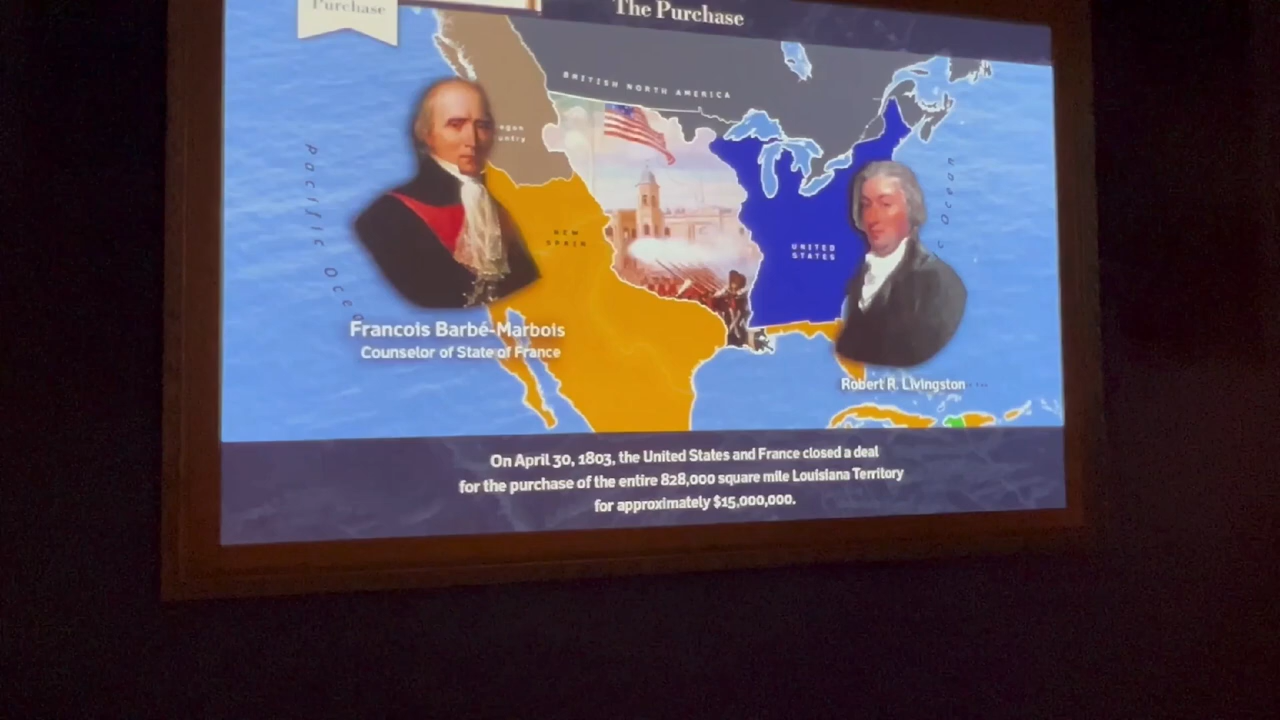 Purchase
The Purchase
BRITISH NORTH AMERICA
Pacific
NEW
SPAIN
UNITED
STATES
Ocean
Francois Barbé-Marbois
Counselor of State of France
Robert R. Livingston
On April 30, 1803, the United States and France closed a deal
for the purchase of the entire 828,000 square mile Louisiana Territory
for approximately $15,000,000.